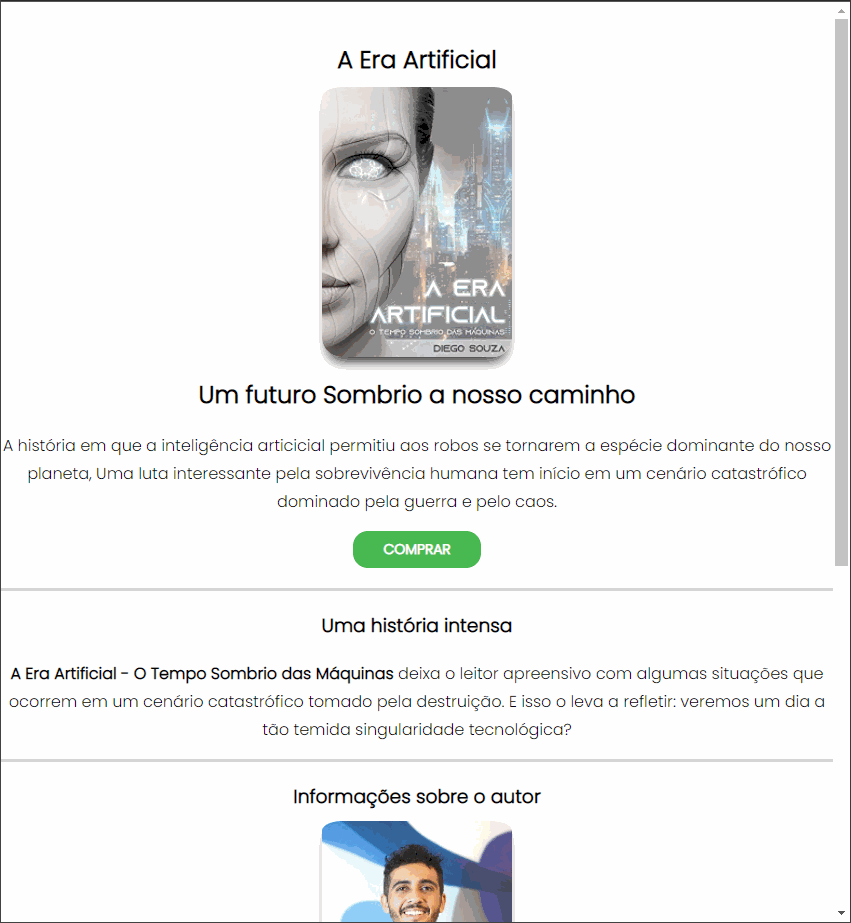 A Era Artificial
A ERA
ARTIFICIAL
O TEMPO SOMBRIO DAS MÁQUINAS
DIEGO SOUZA
Um futuro Sombrio a nosso caminho
A história em que a inteligência articicial permitiu aos robos se tornarem a espécie dominante do nosso
planeta, Uma luta interessante pela sobrevivência humana tem início em um cenário catastrófico
dominado pela guerra e pelo caos.
COMPRAR
Uma história intensa
A Era Artificial - O Tempo Sombrio das Máquinas deixa o leitor apreensivo com algumas situações que
ocorrem em um cenário catastrófico tomado pela destruição. E isso o leva a refletir: veremos um dia a
tão temida singularidade tecnológica?
Informações sobre o autor